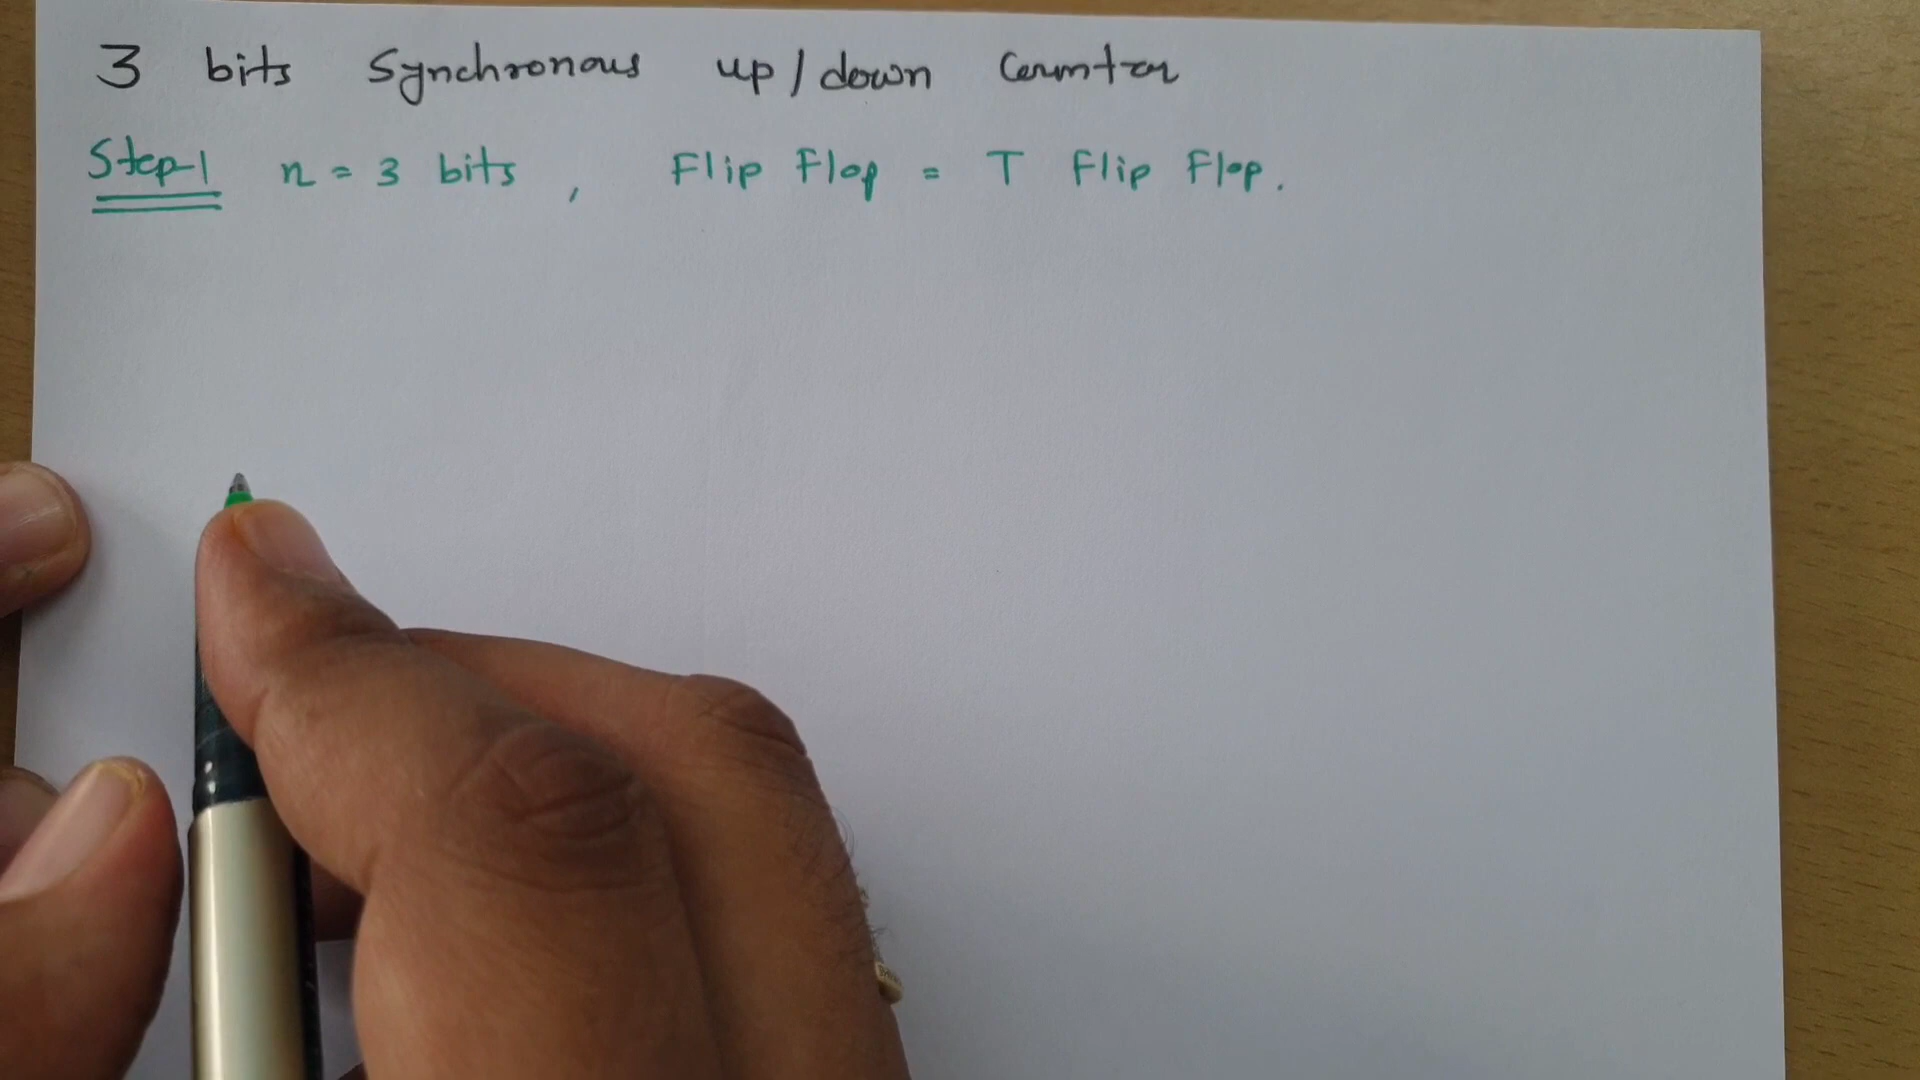 3 bits Synchronous up/down Counter
Step-1 n = 3 bits , Flip Flop = T Flip Flop.